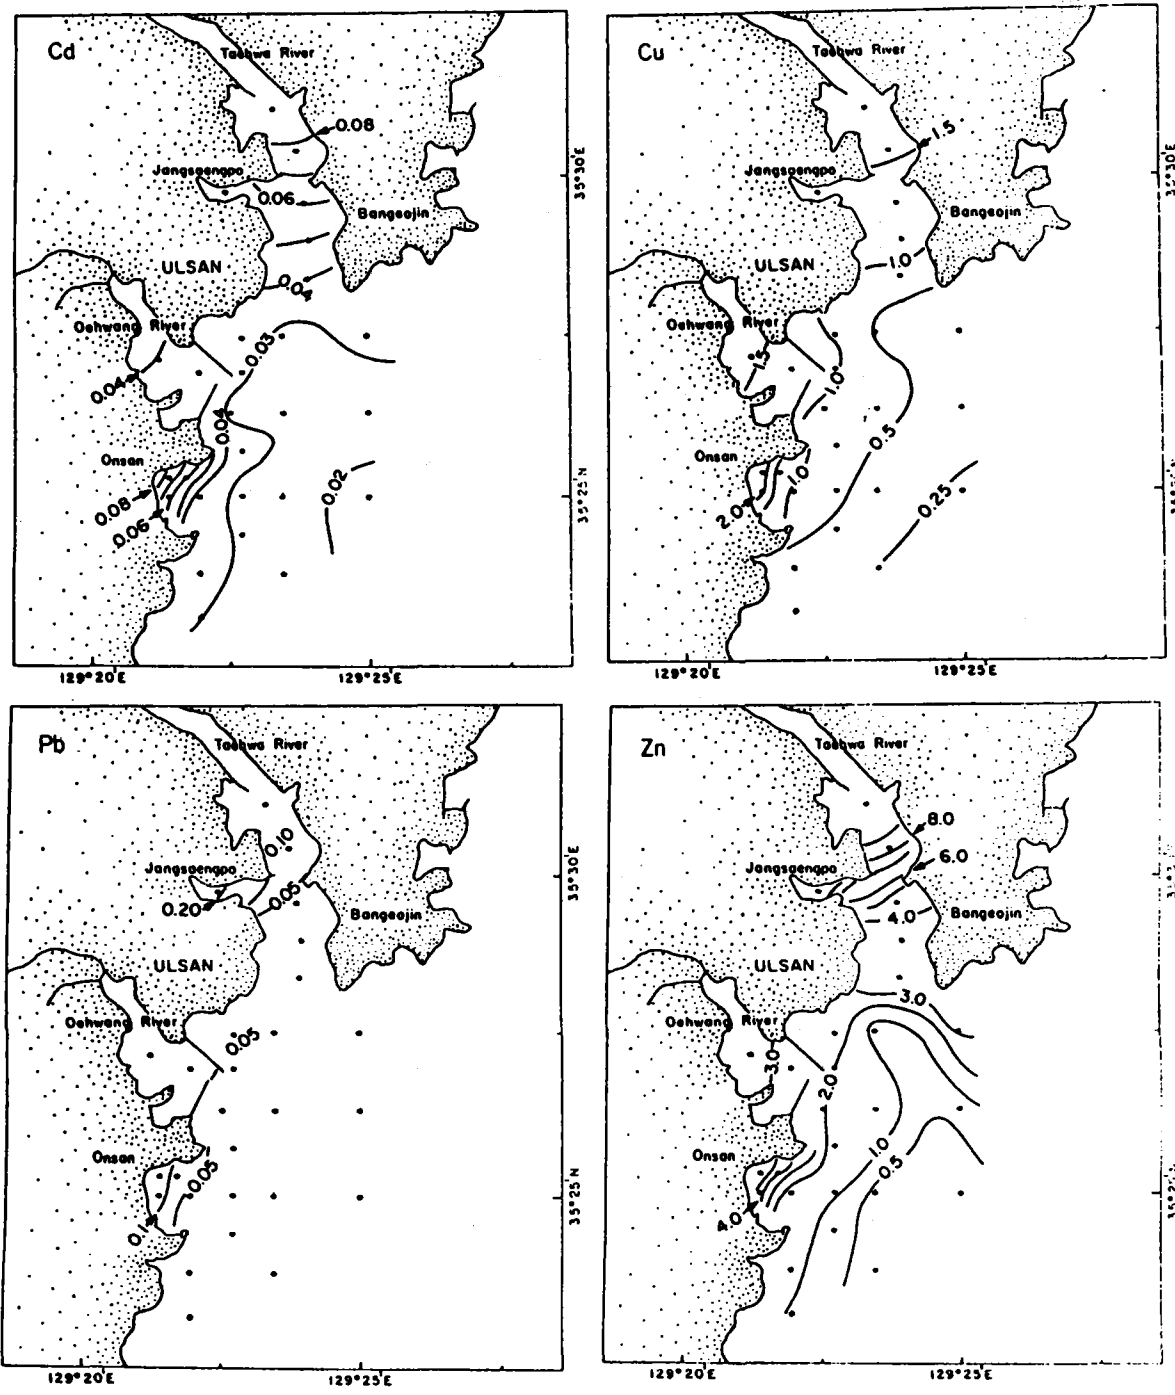 Cd
Taehwa River
0.08
Jangsaengpo
0.06
Bangeojin
ULSAN
0.04
Oehwang River
0.03
0.04
0.04
Onsan
0.02
0.08
0.06
35°30'E
35°25'N
129°20'E
129°25'E
Cu
Taehwa River
1.5
Jangsaengpo
Bangeojin
ULSAN
1.0
Oehwang River
1.5
1.0
0.5
Onsan
1.0
2.0
0.25
129°20'E
129°25'E
Pb
Taehwa River
0.10
Jangsaengpo
0.05
0.20
Bangeojin
ULSAN
Oehwang River
0.05
Onsan
0.05
0.1
35°30'E
35°25'N
129°20'E
129°25'E
Zn
Taehwa River
8.0
6.0
Jangsaengpo
4.0
Bangeojin
ULSAN
3.0
Oehwang River
3.0
2.0
Onsan
1.0
0.5
4.0
129°20'E
129°25'E